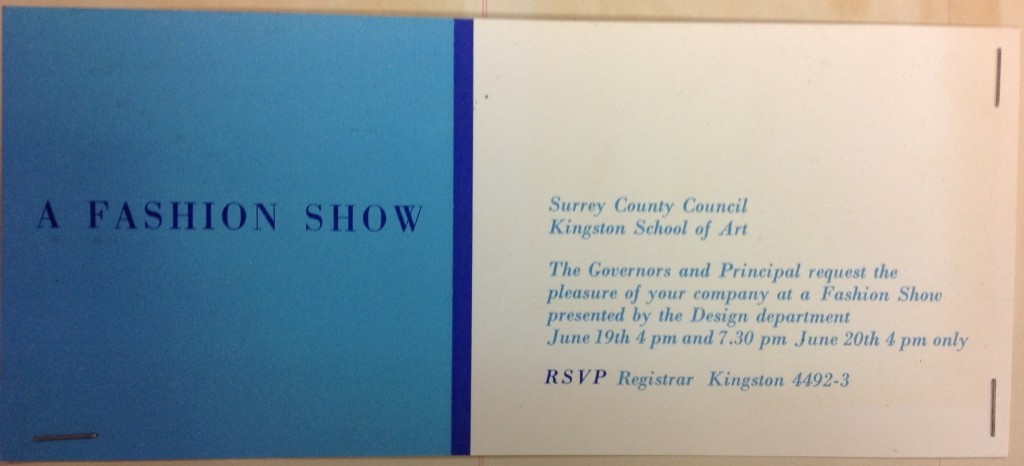 A FASHION SHOW
Surrey County Council
Kingston School of Art
The Governors and Principal request the
pleasure of your company at a Fashion Show
presented by the Design department
June 19th 4 pm and 7.30 pm June 20th 4 pm only
RSVP Registrar Kingston 4492-3